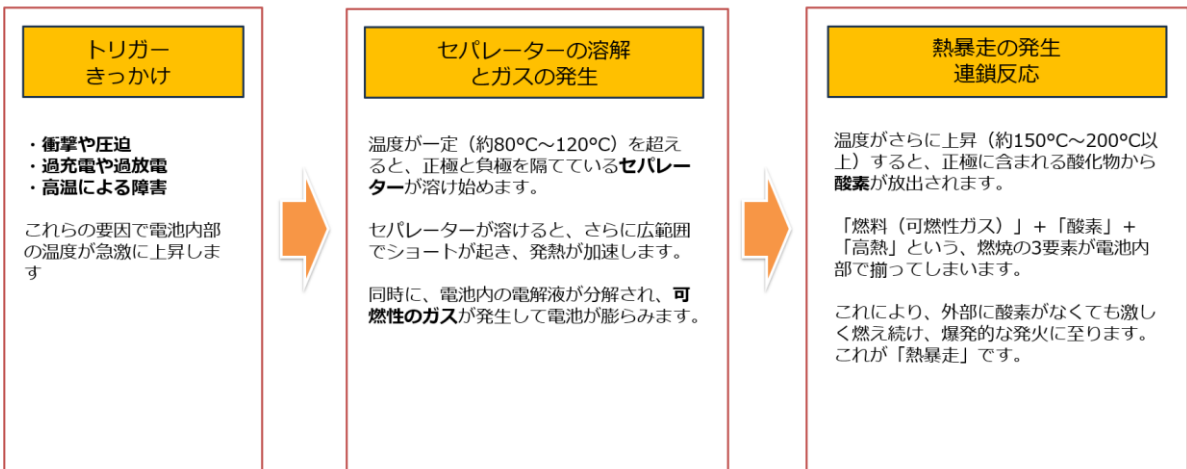 トリガー
きっかけ
・衝撃や圧迫
・過充電や過放電
・高温による障害
これらの要因で電池内部
の温度が急激に上昇しま
す
セパレーターの溶解
とガスの発生
温度が一定（約80°C～120°C）を超え
ると、正極と負極を隔てているセパレー
ターが溶け始めます。
セパレーターが溶けると、さらに広範囲
でショートが起き、発熱が加速します。
同時に、電池内の電解液が分解され、可
燃性のガスが発生して電池が膨らみます。
熱暴走の発生
連鎖反応
温度がさらに上昇（約150°C～200°C以
上）すると、正極に含まれる酸化物から
酸素が放出されます。
「燃料（可燃性ガス）」+「酸素」+
「高熱」という、燃焼の3要素が電池内
部で揃ってしまいます。
これにより、外部に酸素がなくても激し
く燃え続け、爆発的な発火に至ります。
これが「熱暴走」です。